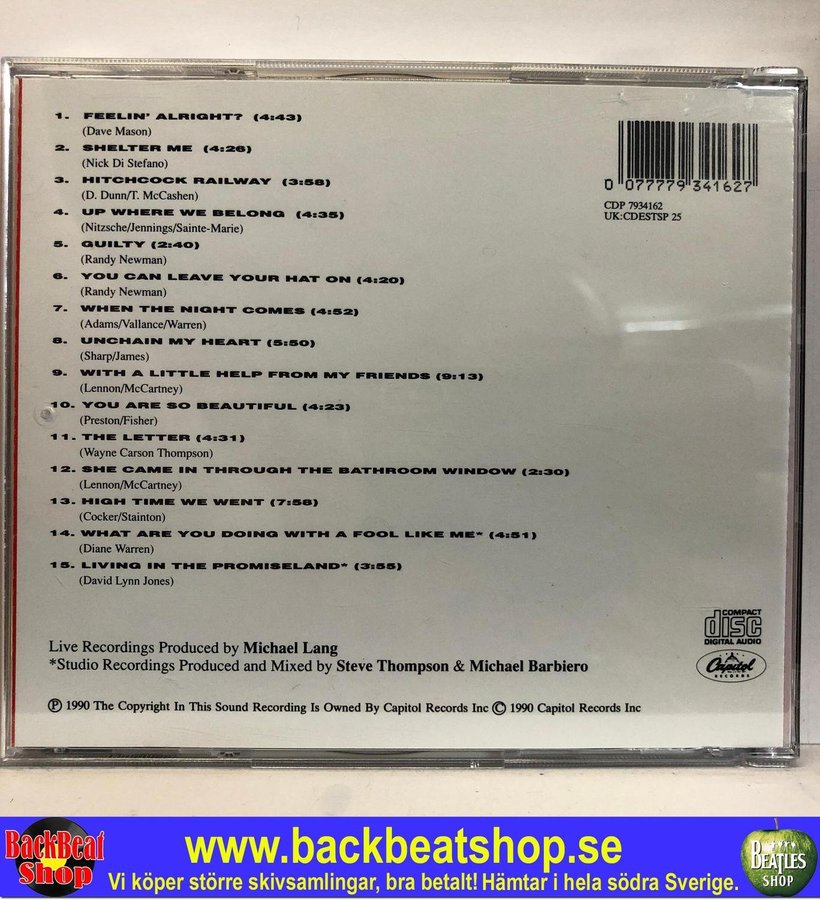 1. FEELIN' ALRIGHT? (4:43)
(Dave Mason)
2. SHELTER ME (4:26)
(Nick Di Stefano)
3. HITCHCOCK RAILWAY (3:58)
(D. Dunn/T. McCashen)
4. UP WHERE WE BELONG (4:35)
(Nitzsche/Jennings/Sainte-Marie)
5. GUILTY (2:40)
(Randy Newman)
6. YOU CAN LEAVE YOUR HAT ON (4:20)
(Randy Newman)
7. WHEN THE NIGHT COMES (4:52)
(Adams/Vallance/Warren)
8. UNCHAIN MY HEART (5:50)
(Sharp/James)
9. WITH A LITTLE HELP FROM MY FRIENDS (9:13)
(Lennon/McCartney)
10. YOU ARE SO BEAUTIFUL (4:23)
(Preston/Fisher)
11. THE LETTER (4:31)
(Wayne Carson Thompson)
12. SHE CAME IN THROUGH THE BATHROOM WINDOW (2:30)
(Lennon/McCartney)
13. HIGH TIME WE WENT (7:58)
(Cocker/Stainton)
14. WHAT ARE YOU DOING WITH A FOOL LIKE ME* (4:51)
(Diane Warren)
15. LIVING IN THE PROMISELAND* (3:55)
(David Lynn Jones)
0 077779 341627
CDP 7934162
UK:CDESTSP 25
Live Recordings Produced by Michael Lang
*Studio Recordings Produced and Mixed by Steve Thompson & Michael Barbiero
COMPACT
disc
DIGITAL AUDIO
Capitol
RECORDS
Ⓟ 1990 The Copyright In This Sound Recording Is Owned By Capitol Records Inc © 1990 Capitol Records Inc
BackBeat
Shop
www.backbeatshop.se
Vi köper större skivsamlingar, bra betalt! Hämtar i hela södra Sverige.
BEATLES
SHOP